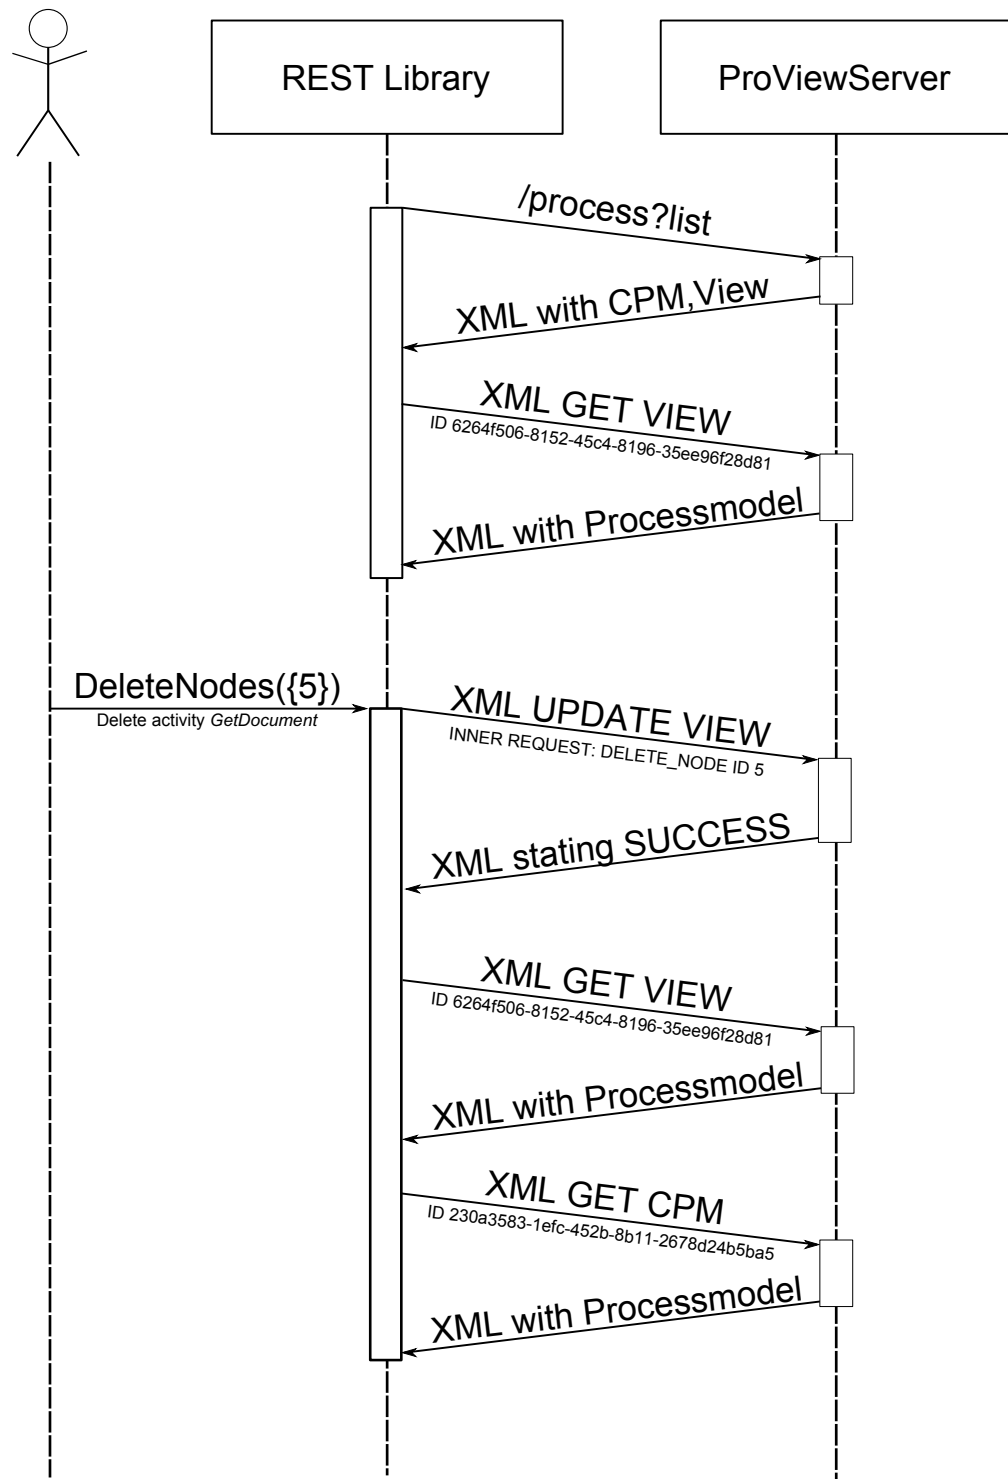 REST Library
ProViewServer
/process?list
XML with CPM,View
XML GET VIEW
ID 6264f506-8152-45c4-8196-35ee96f28d81
XML with Processmodel
DeleteNodes({5})
Delete activity GetDocument
XML UPDATE VIEW
INNER REQUEST: DELETE_NODE ID 5
XML stating SUCCESS
XML GET VIEW
ID 6264f506-8152-45c4-8196-35ee96f28d81
XML with Processmodel
XML GET CPM
ID 230a3583-1efc-452b-8b11-2678d24b5ba5
XML with Processmodel